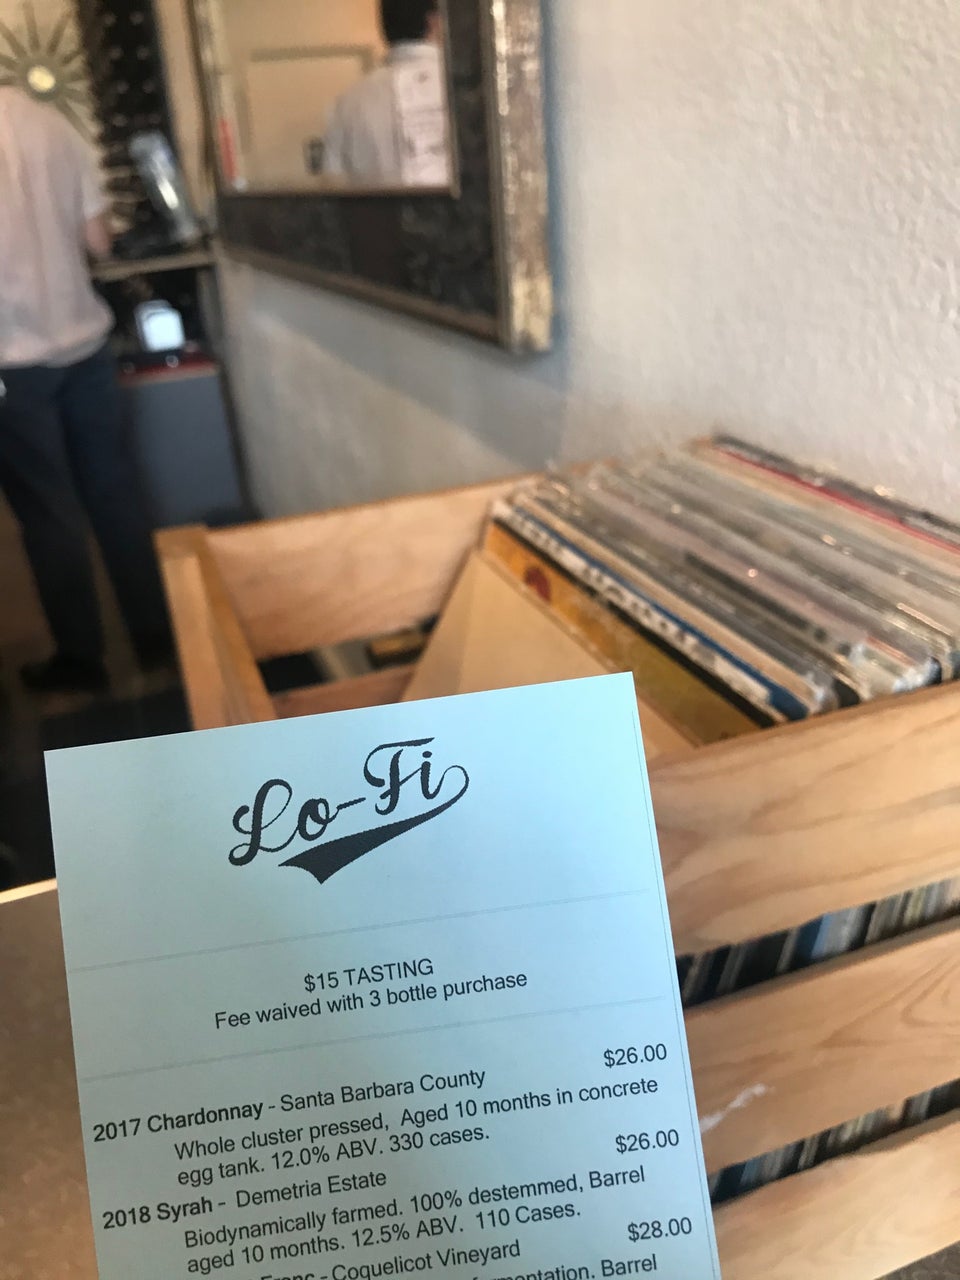 Lo-Fi
$15 TASTING
Fee waived with 3 bottle purchase
2017 Chardonnay - Santa Barbara County $26.00
Whole cluster pressed, Aged 10 months in concrete
egg tank. 12.0% ABV. 330 cases.
2018 Syrah - Demetria Estate $26.00
Biodynamically farmed. 100% destemmed, Barrel
aged 10 months. 12.5% ABV. 110 Cases.
- Coquelicot Vineyard $28.00
Barrel